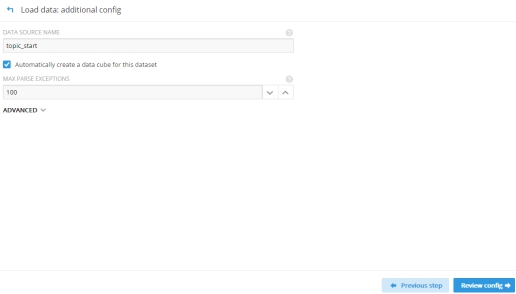 Load data: additional config
DATA SOURCE NAME
topic_start
Automatically create a data cube for this dataset
MAX PARSE EXCEPTIONS
100
ADVANCED
Previous step
Review config